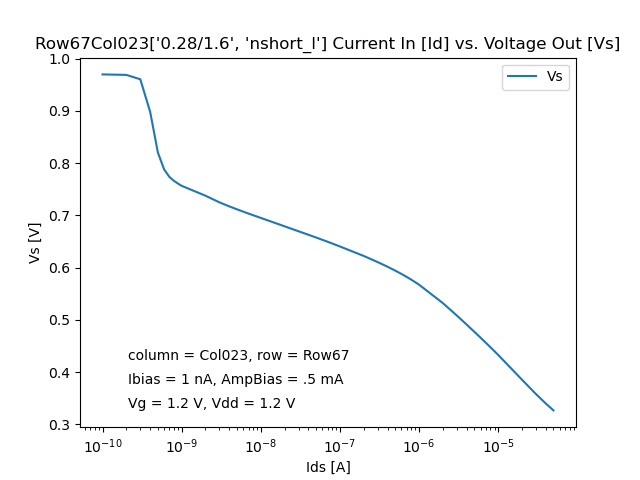 Row67Col023['0.28/1.6', 'nshort_l'] Current In [Id] vs. Voltage Out [Vs]
1.0
Vs
0.9
0.8
0.7
0.6
0.5
0.4
0.3
Vs [V]
column = Col023, row = Row67
Ibias = 1 nA, AmpBias = .5 mA
Vg = 1.2 V, Vdd = 1.2 V
10⁻¹⁰ 10⁻⁹ 10⁻⁸ 10⁻⁷ 10⁻⁶ 10⁻⁵
Ids [A]